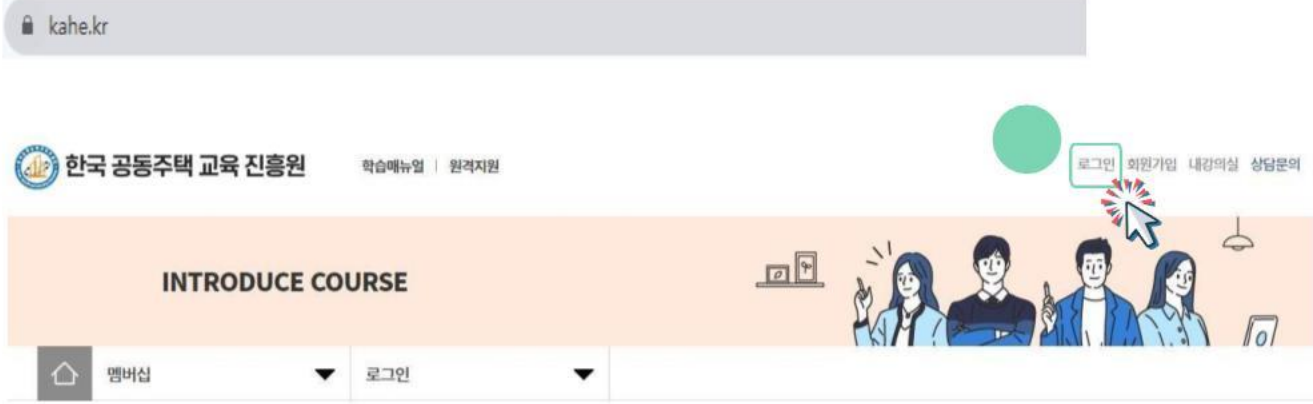 kahe.kr
한국 공동주택 교육 진흥원 학습매뉴얼 | 원격지원 로그인 회원가입 내강의실 상담문의
INTRODUCE COURSE
멤버십 로그인